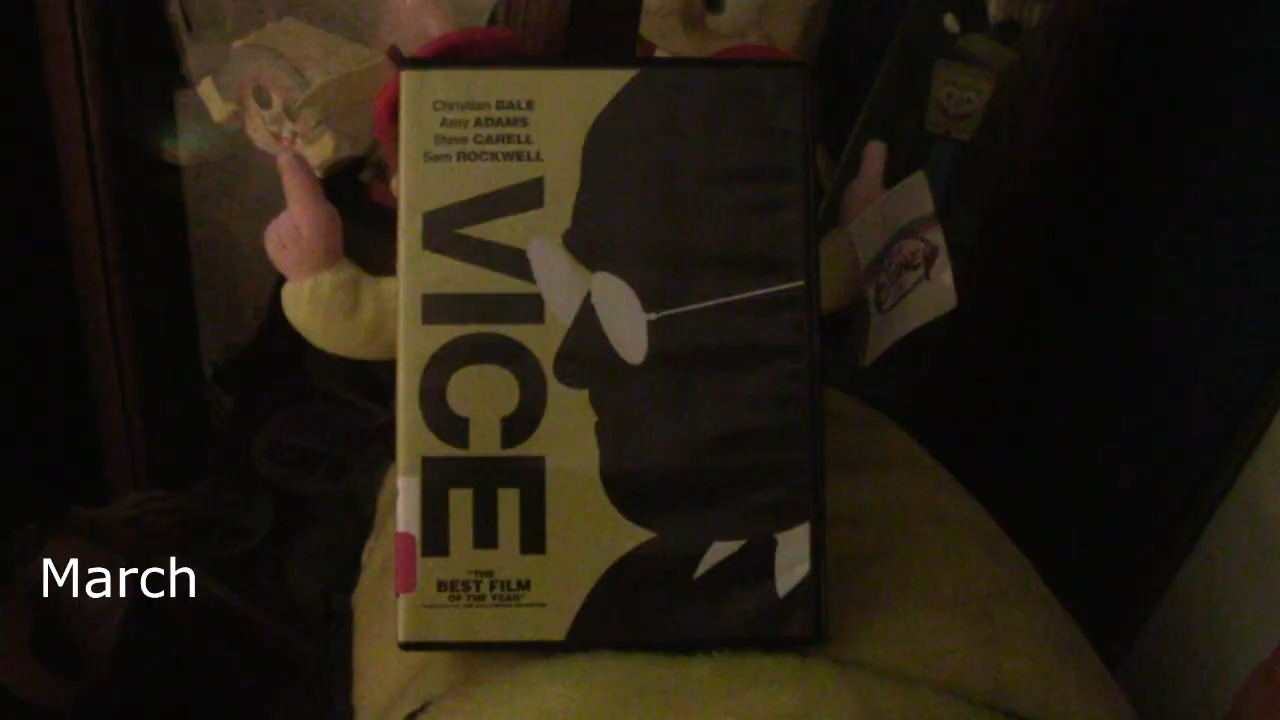 Christian BALE
Amy ADAMS
Steve CARELL
Sam ROCKWELL
VICE
"THE
BEST FILM
OF THE YEAR"
March